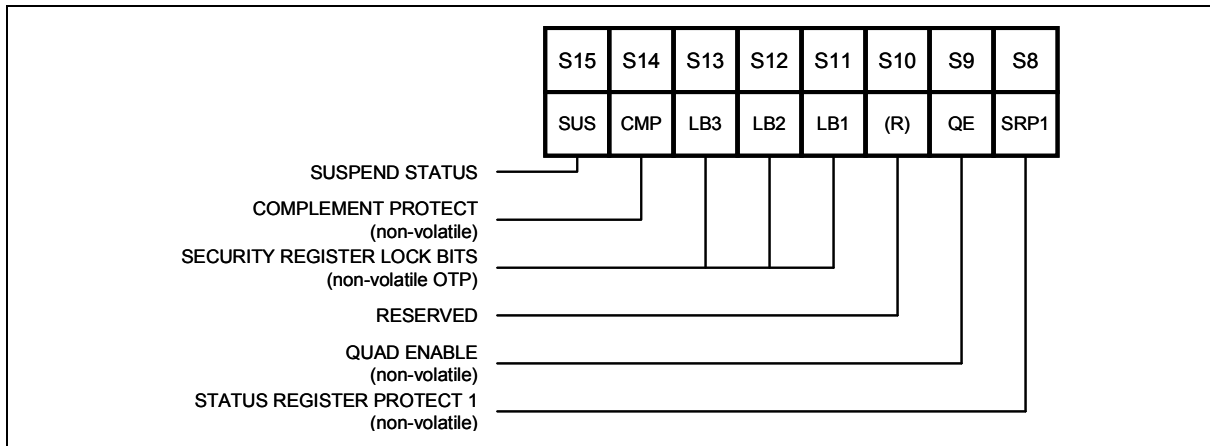 S15 S14 S13 S12 S11 S10 S9 S8
SUS CMP LB3 LB2 LB1 (R) QE SRP1
SUSPEND STATUS
COMPLEMENT PROTECT
(non-volatile)
SECURITY REGISTER LOCK BITS
(non-volatile OTP)
RESERVED
QUAD ENABLE
(non-volatile)
STATUS REGISTER PROTECT 1
(non-volatile)